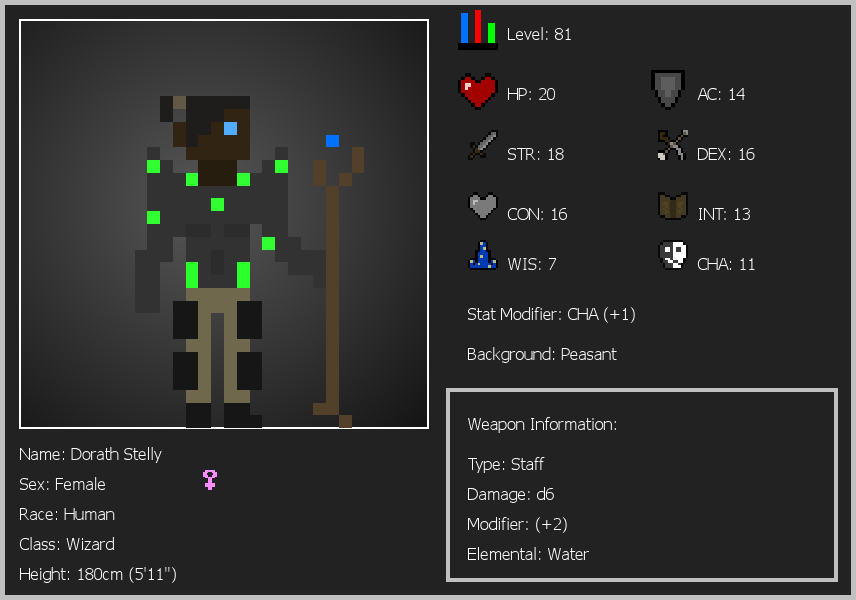 Level: 81
HP: 20
AC: 14
STR: 18
DEX: 16
CON: 16
INT: 13
WIS: 7
CHA: 11
Stat Modifier: CHA (+1)
Background: Peasant
Weapon Information:
Type: Staff
Damage: d6
Modifier: (+2)
Elemental: Water
Name: Dorath Stelly
Sex: Female
Race: Human
Class: Wizard
Height: 180cm (5'11")